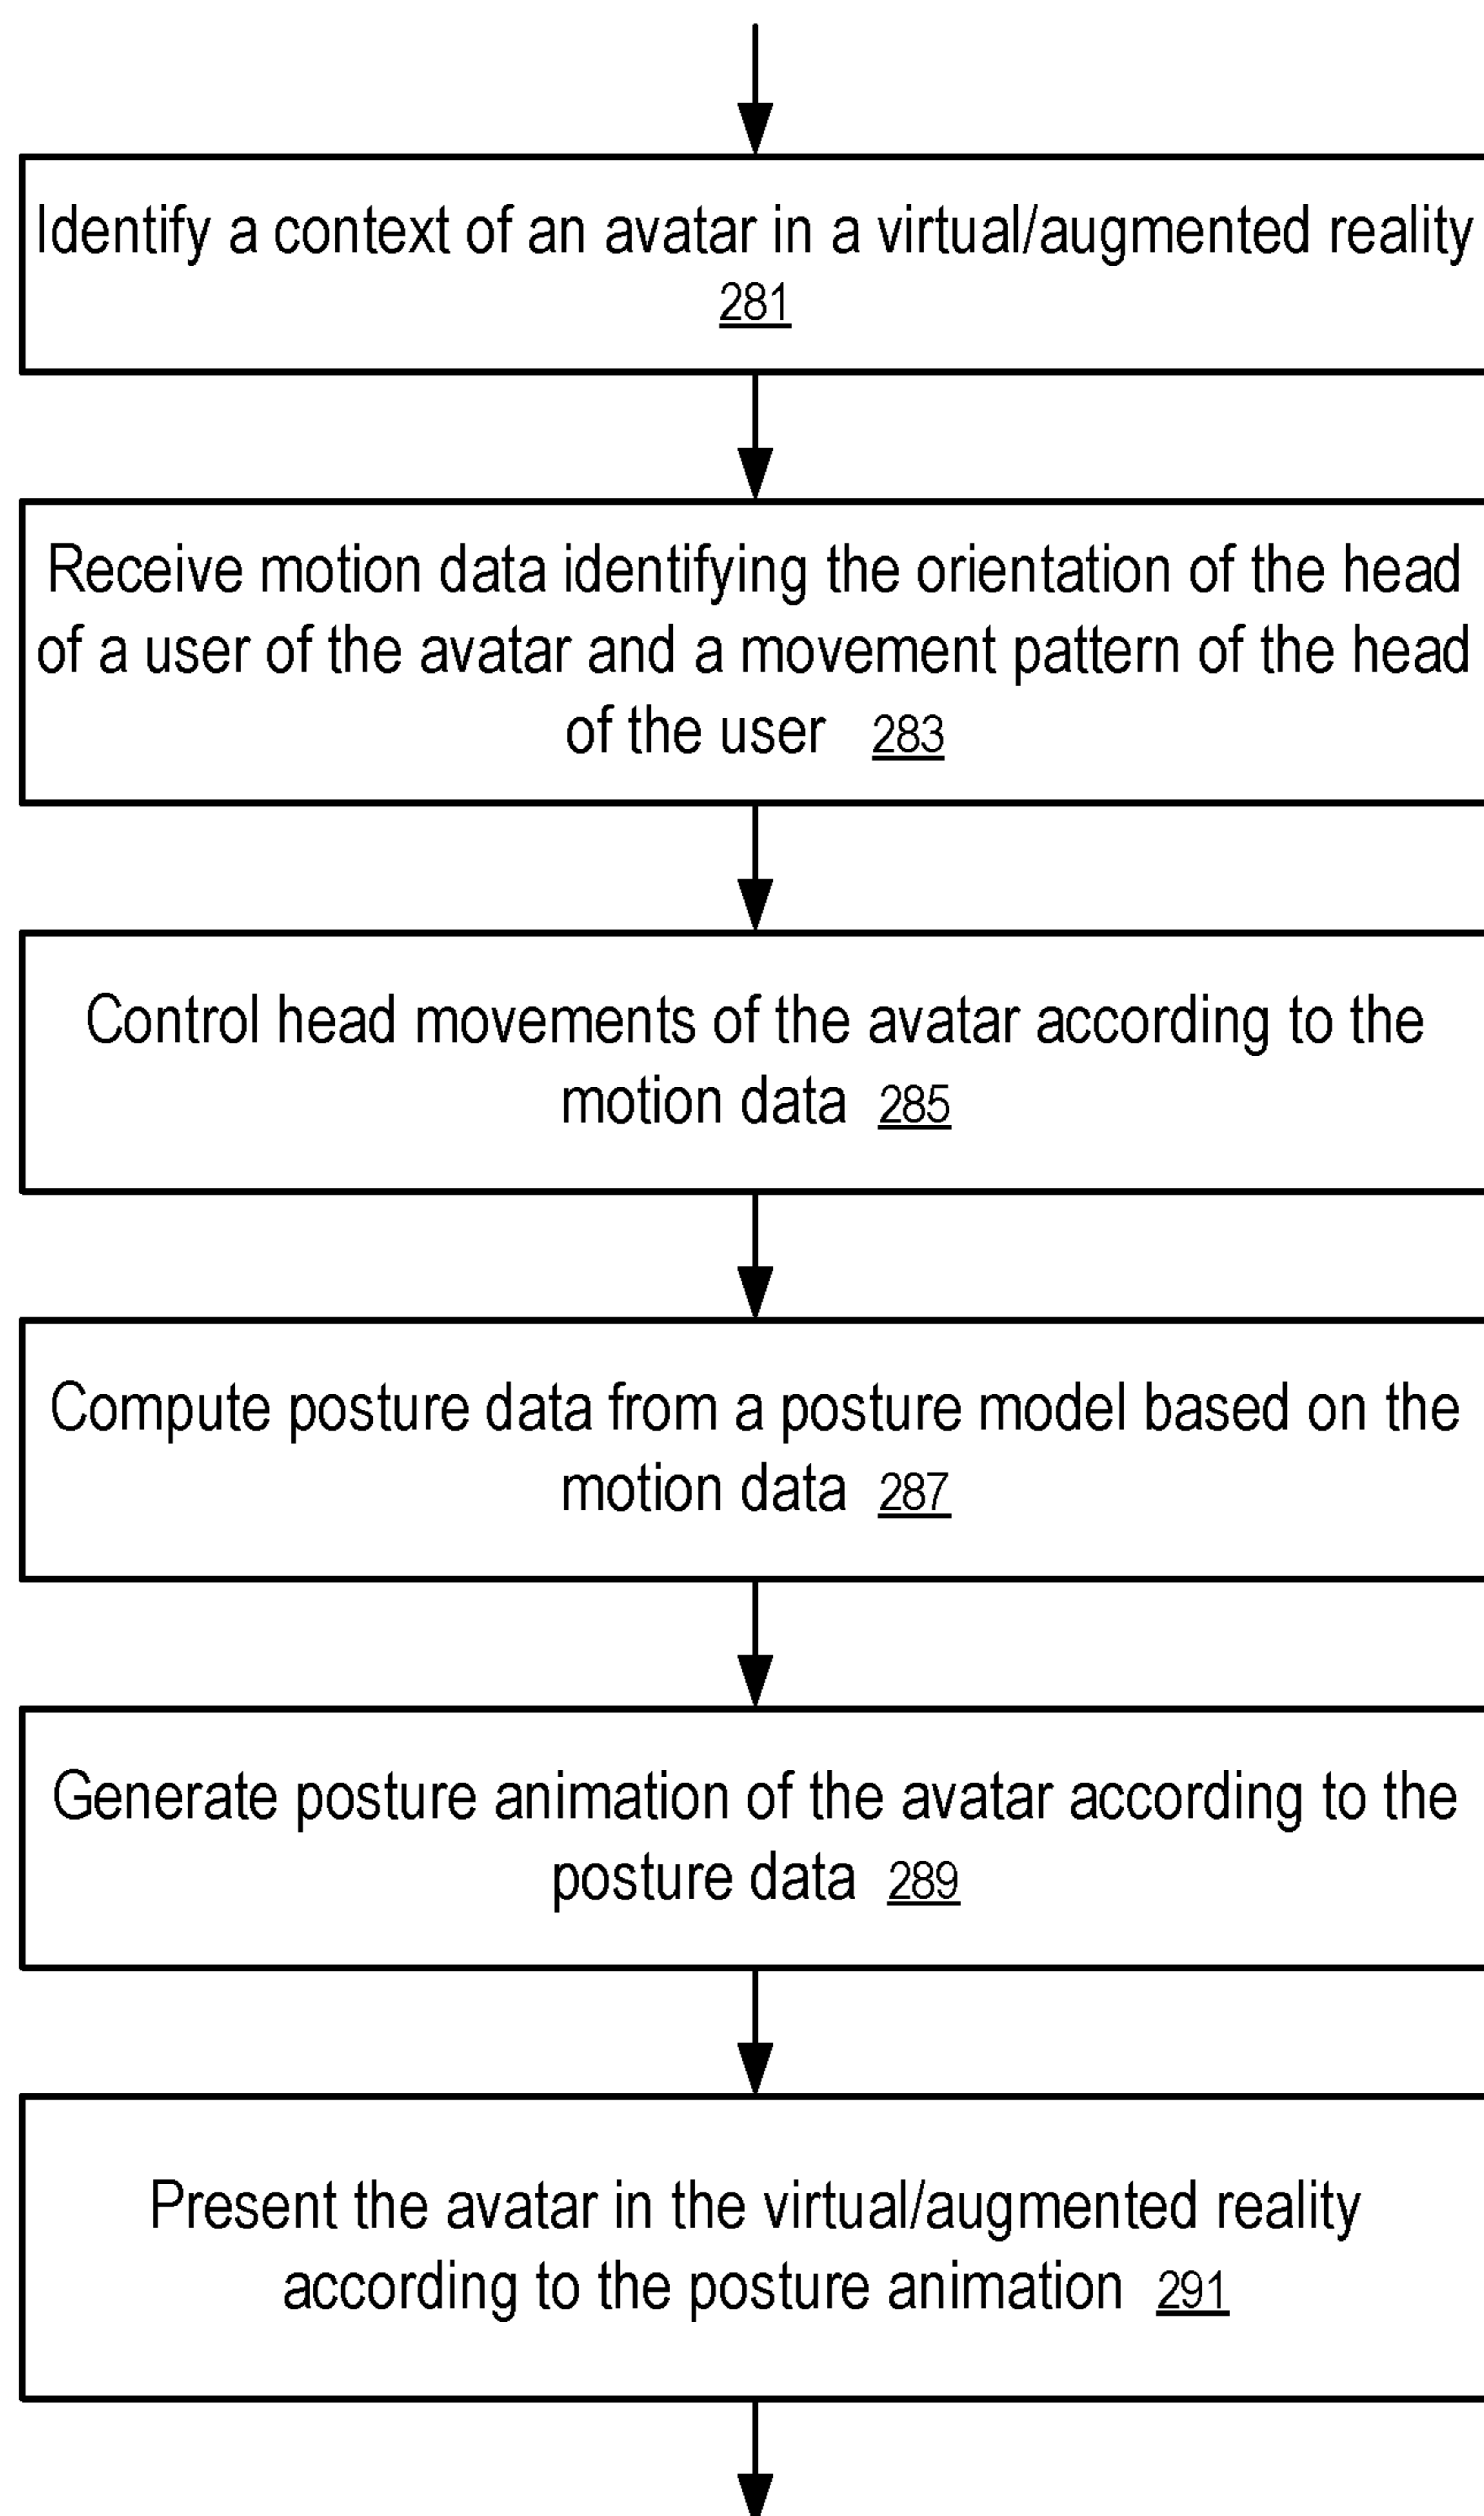 Identify a context of an avatar in a virtual/augmented reality
281
Receive motion data identifying the orientation of the head
of a user of the avatar and a movement pattern of the head
of the user 283
Control head movements of the avatar according to the
motion data 285
Compute posture data from a posture model based on the
motion data 287
Generate posture animation of the avatar according to the
posture data 289
Present the avatar in the virtual/augmented reality
according to the posture animation 291